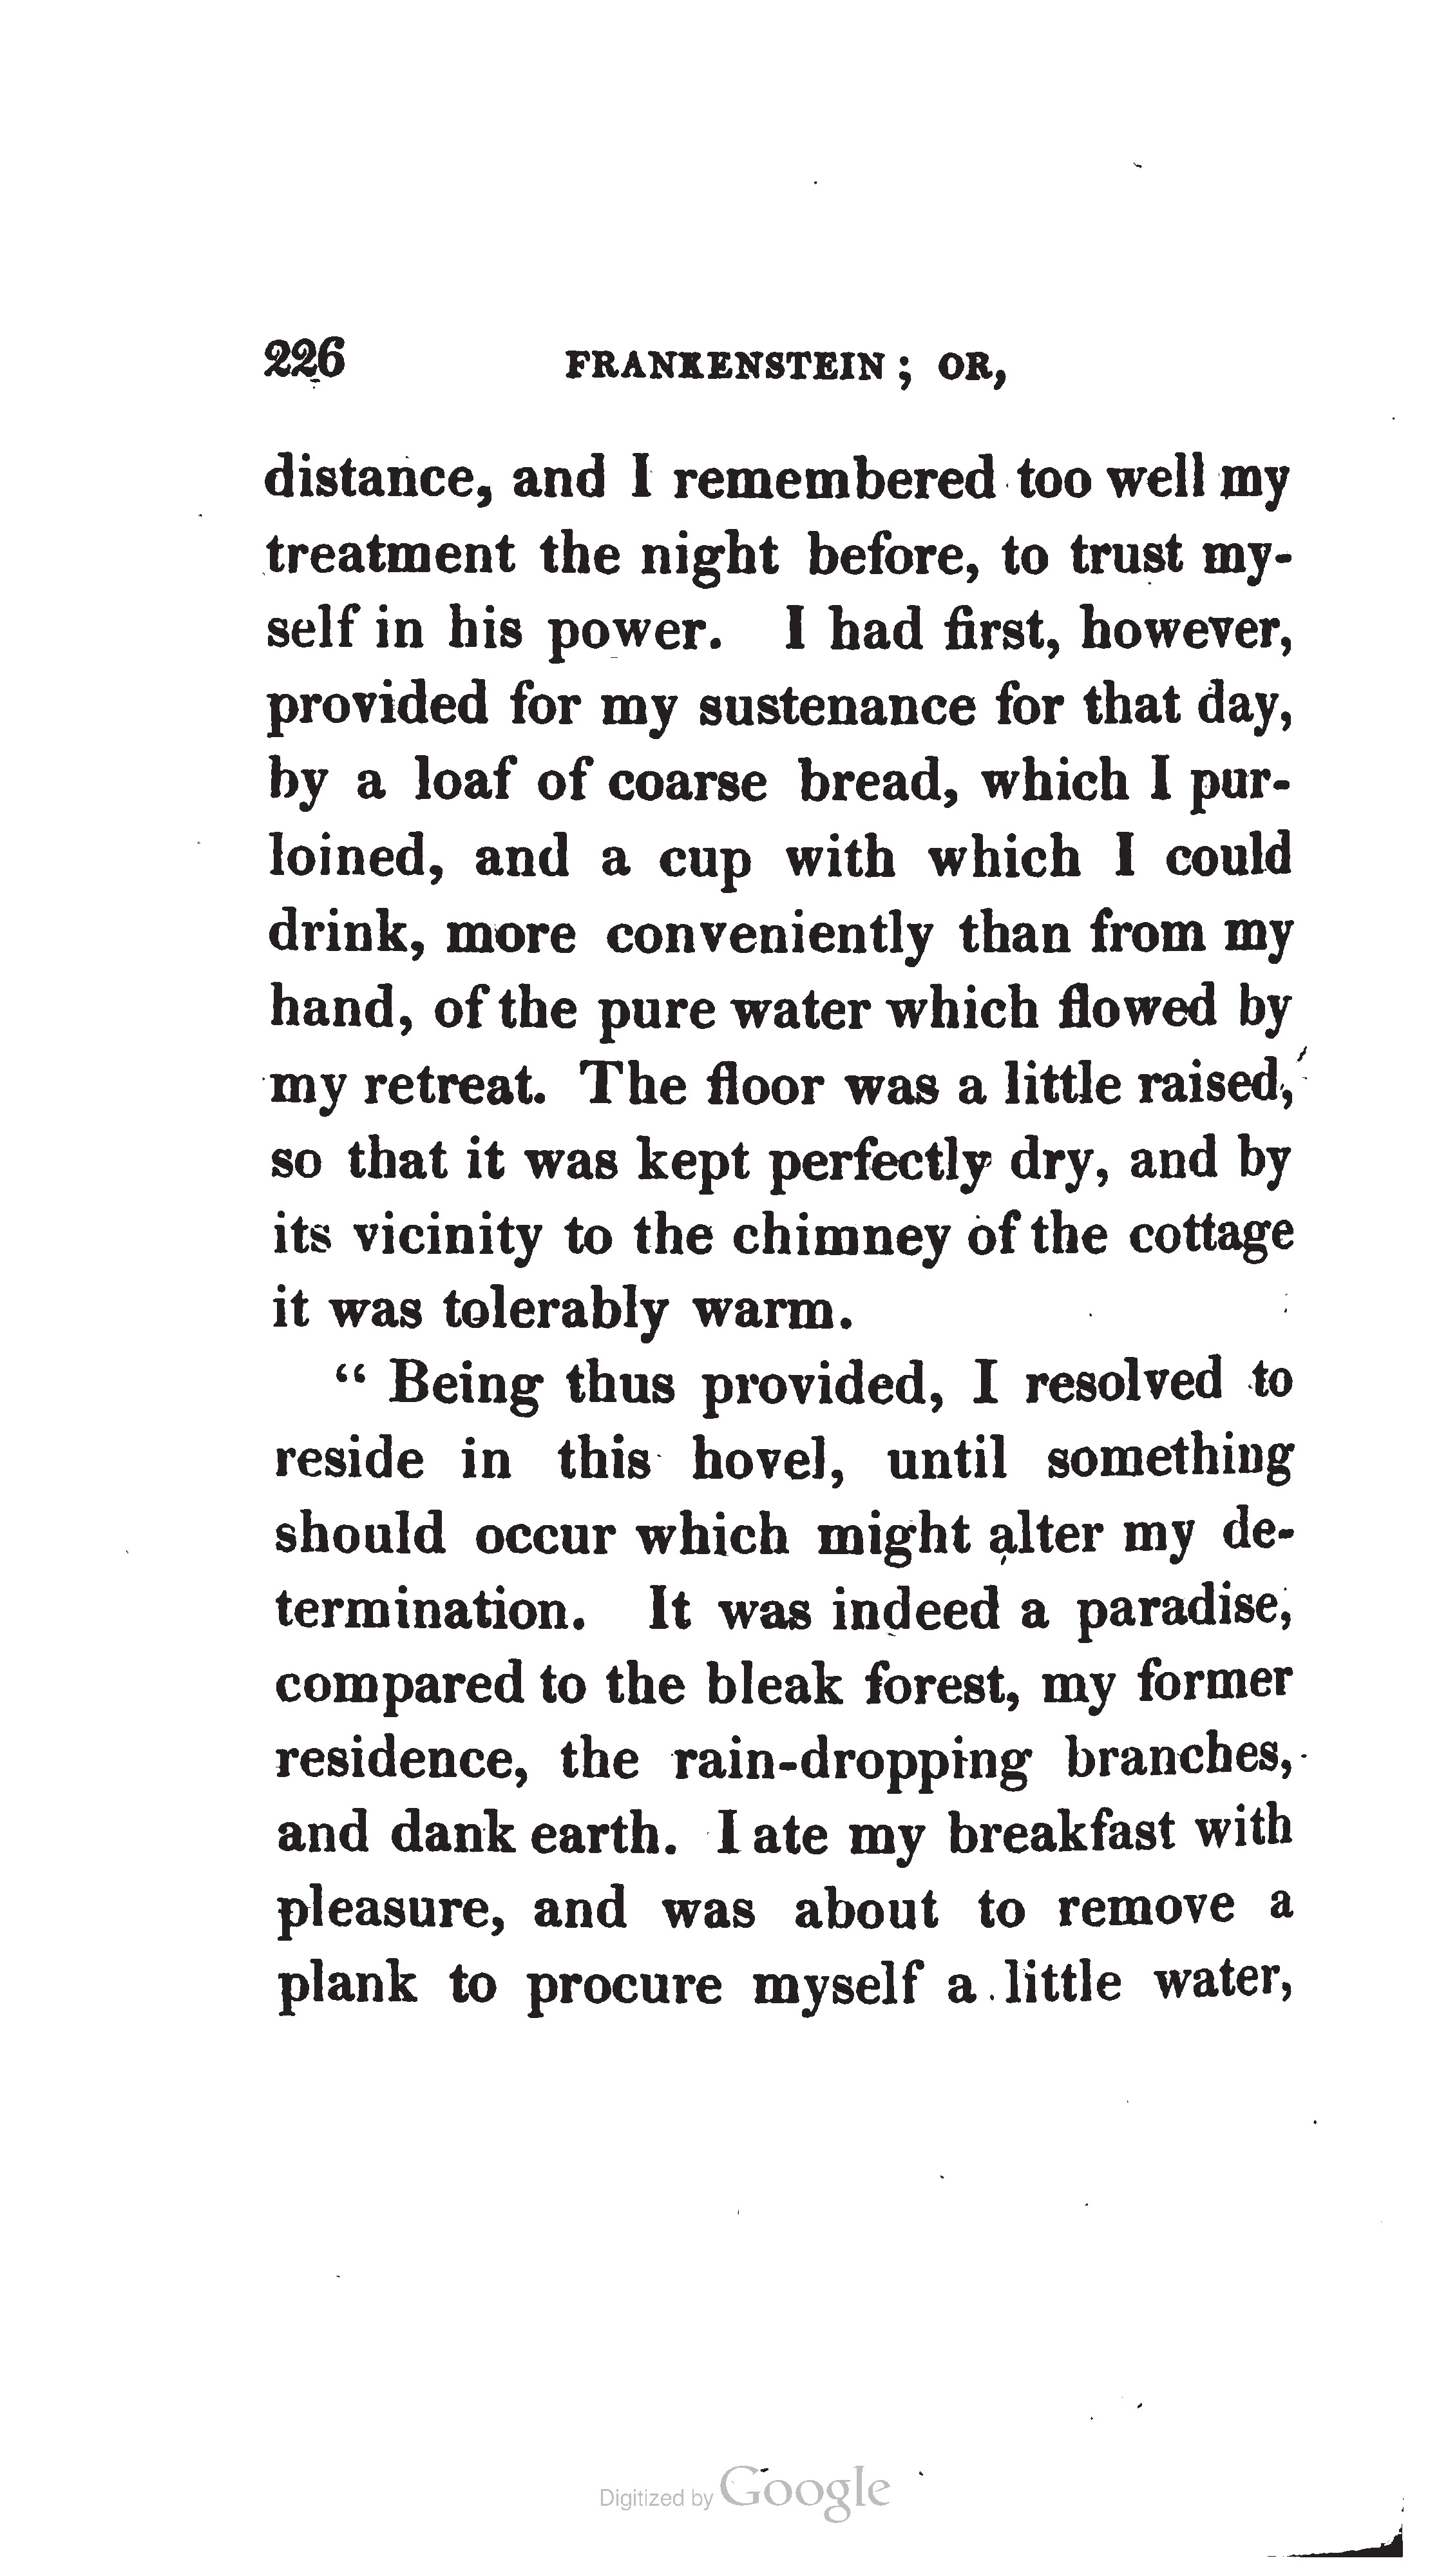 226 FRANKENSTEIN ; OR,
distance, and I remembered too well my
treatment the night before, to trust my-
self in his power. I had first, however,
provided for my sustenance for that day,
by a loaf of coarse bread, which I pur-
loined, and a cup with which I could
drink, more conveniently than from my
hand, of the pure water which flowed by
my retreat. The floor was a little raised,
so that it was kept perfectly dry, and by
its vicinity to the chimney of the cottage
it was tolerably warm.
“ Being thus provided, I resolved to
reside in this hovel, until something
should occur which might alter my de-
termination. It was indeed a paradise,
compared to the bleak forest, my former
residence, the rain-dropping branches,
and dank earth. I ate my breakfast with
pleasure, and was about to remove a
plank to procure myself a little water,
Digitized by Google